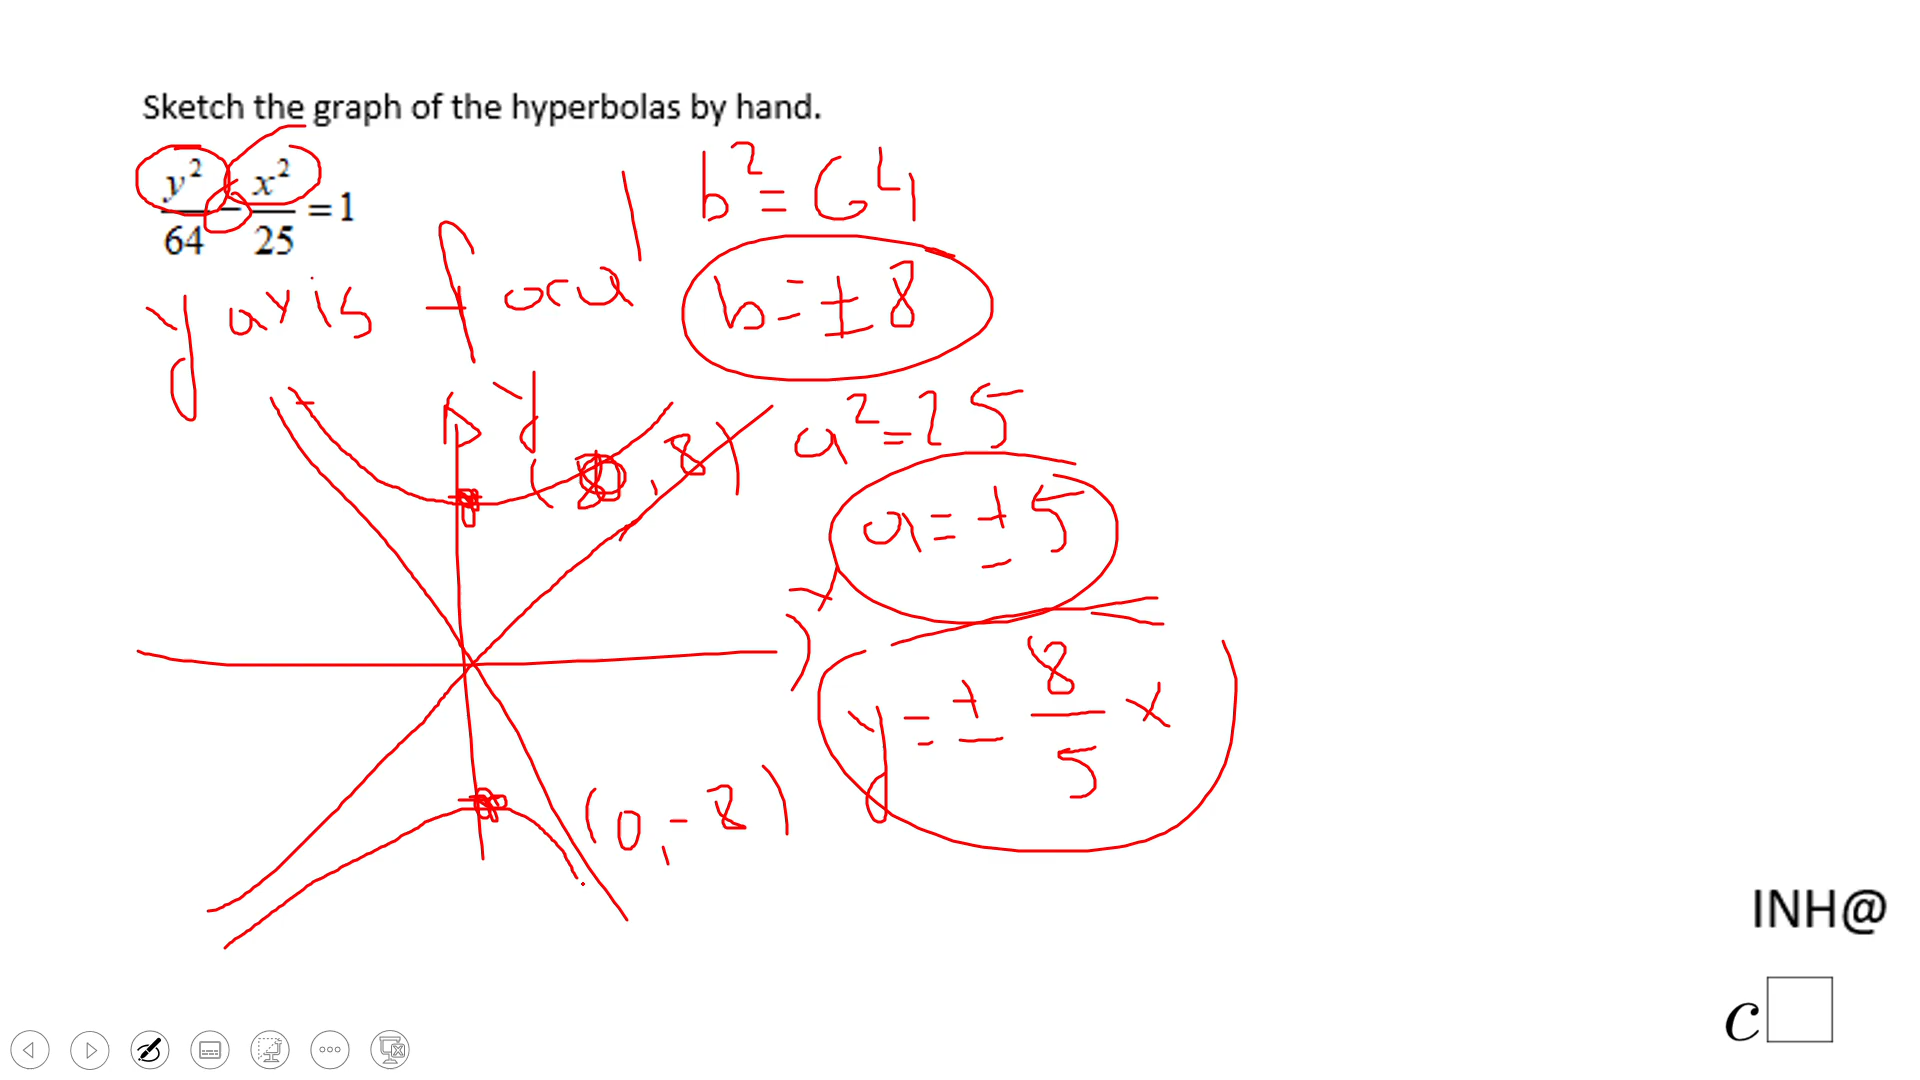 Sketch the graph of the hyperbolas by hand.
y²/64 − x²/25 = 1
b² = 64
y axis focal
b = ± 8
a² = 25
y
( , 8)
a = ± 5
x
y = ± 8/5 x
(0, -8)
INH@
c